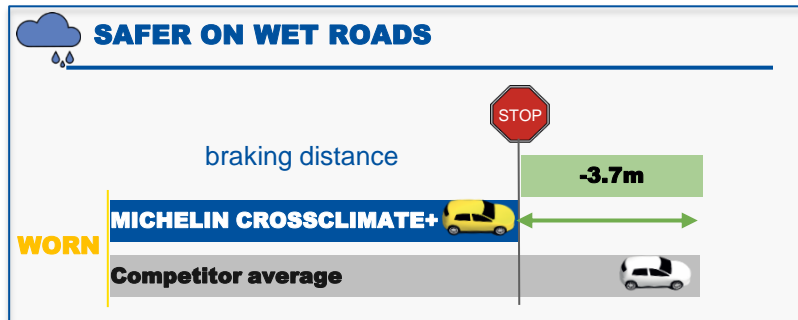 SAFER ON WET ROADS
STOP
braking distance
-3.7m
MICHELIN CROSSCLIMATE+
WORN
Competitor average